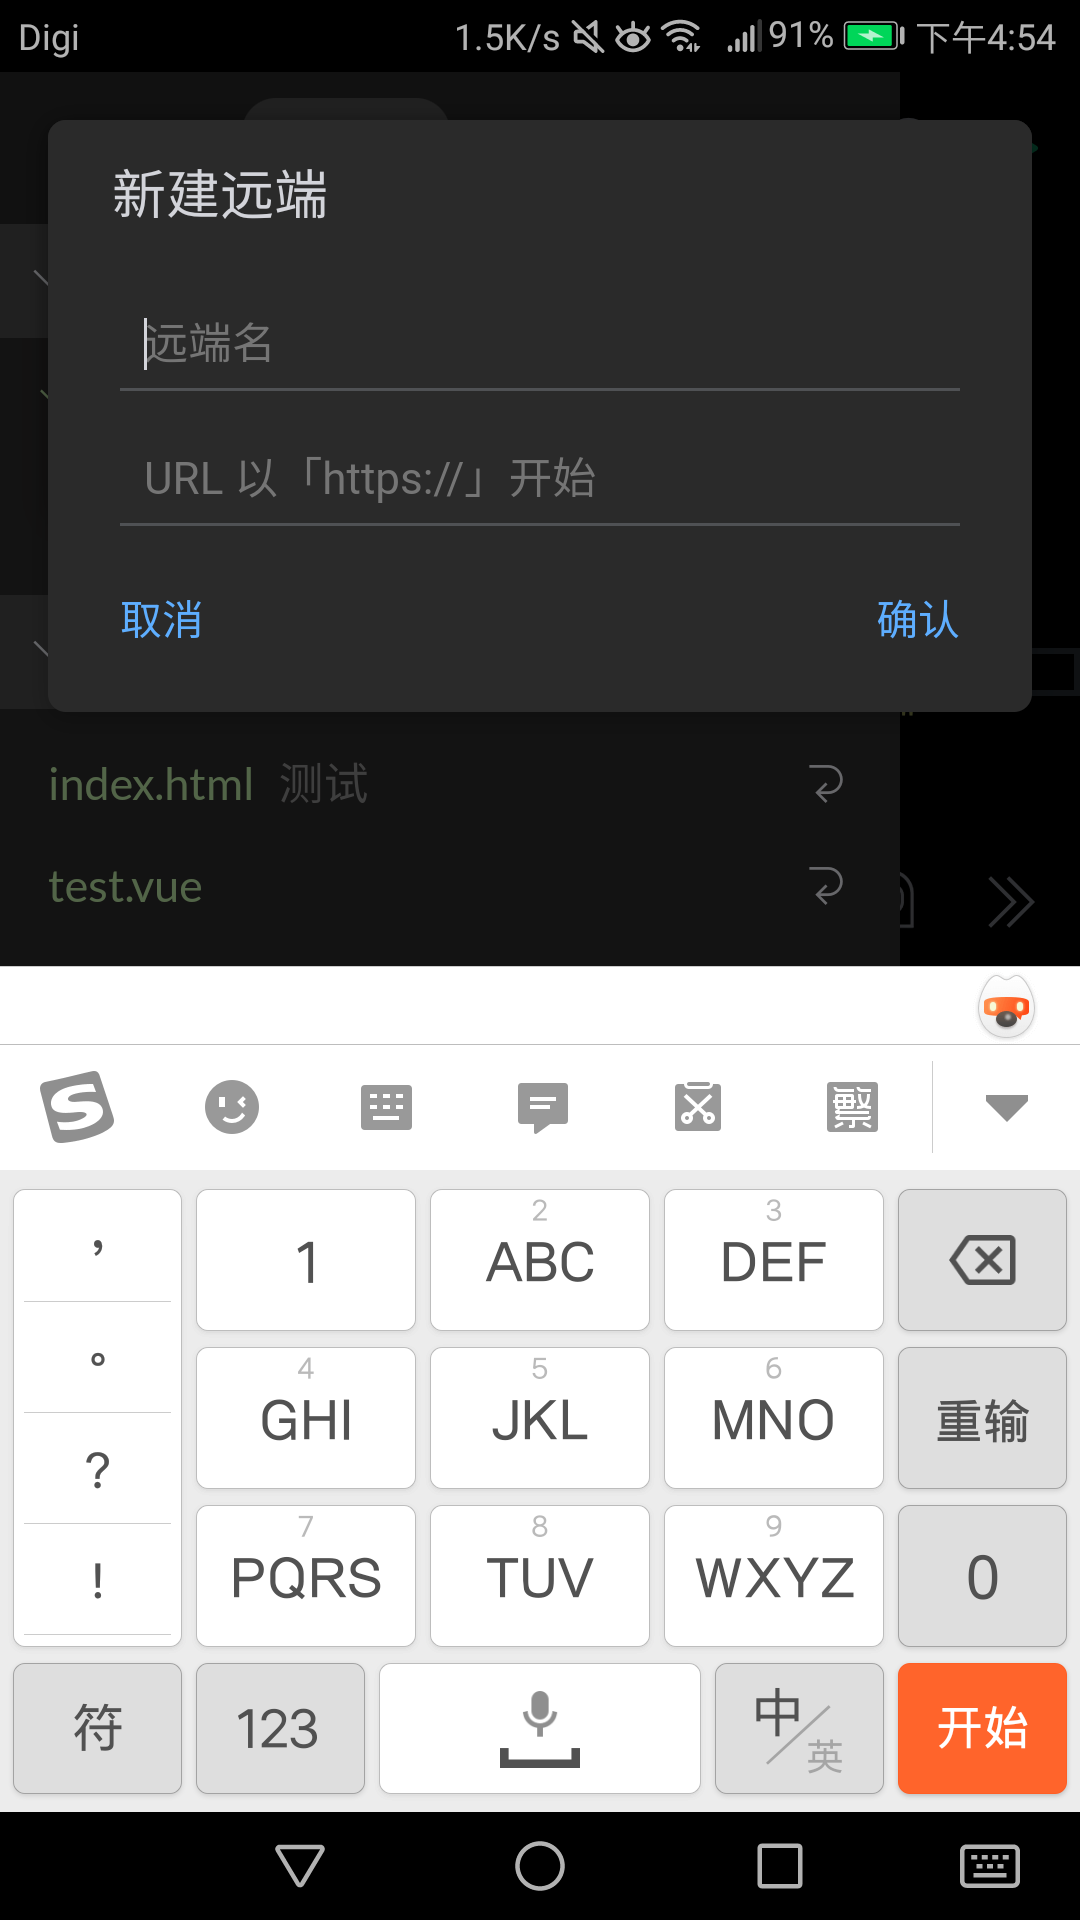 Digi 1.5K/s 91% 下午4:54
新建远端
远端名
URL 以「https://」开始
取消 确认
index.html 测试
test.vue
繁
,
。
?
!
1
2
ABC
3
DEF
4
GHI
5
JKL
6
MNO
重输
7
PQRS
8
TUV
9
WXYZ
0
符
123
中/英
开始